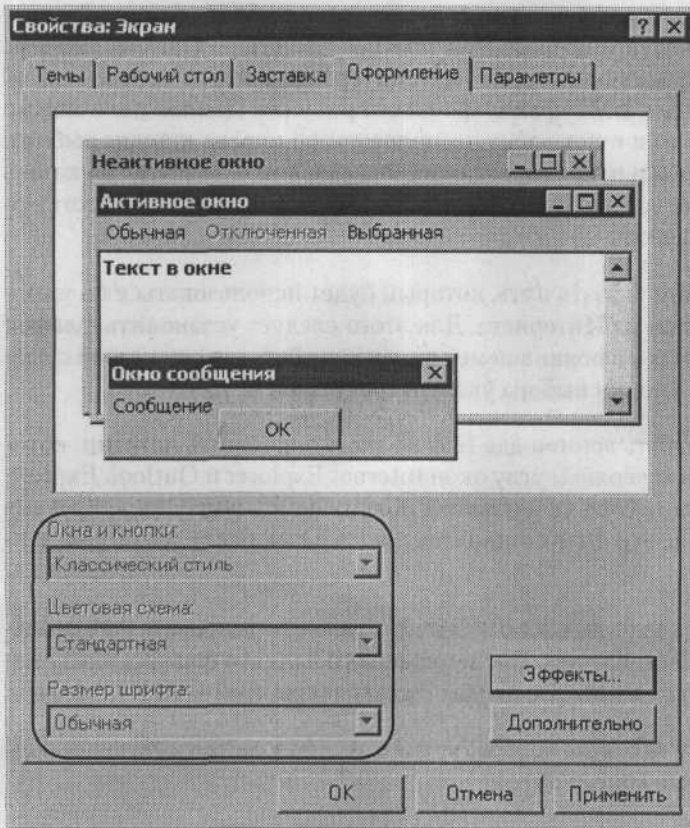 Свойства: Экран
Темы Рабочий стол Заставка Оформление Параметры
Неактивное окно
Активное окно
Обычная Отключенная Выбранная
Текст в окне
Окно сообщения
Сообщение
OK
Окна и кнопки:
Классический стиль
Цветовая схема:
Стандартная
Размер шрифта:
Обычная
Эффекты...
Дополнительно
OK Отмена Применить